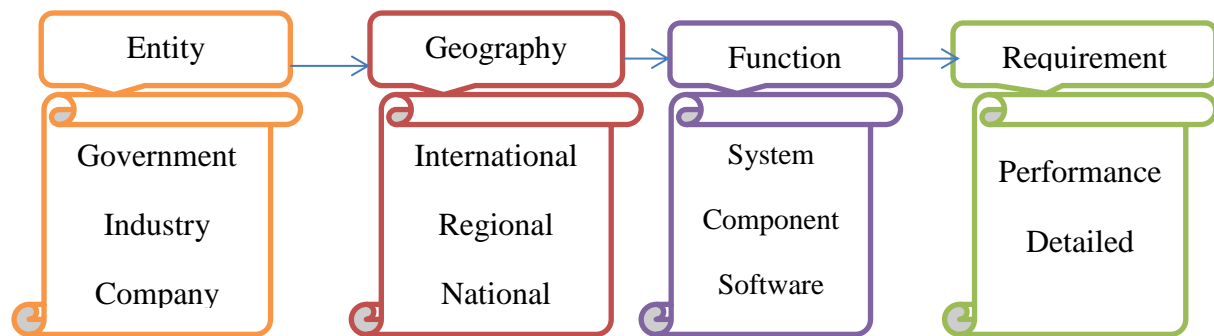 Entity
Government
Industry
Company
Geography
International
Regional
National
Function
System
Component
Software
Requirement
Performance
Detailed